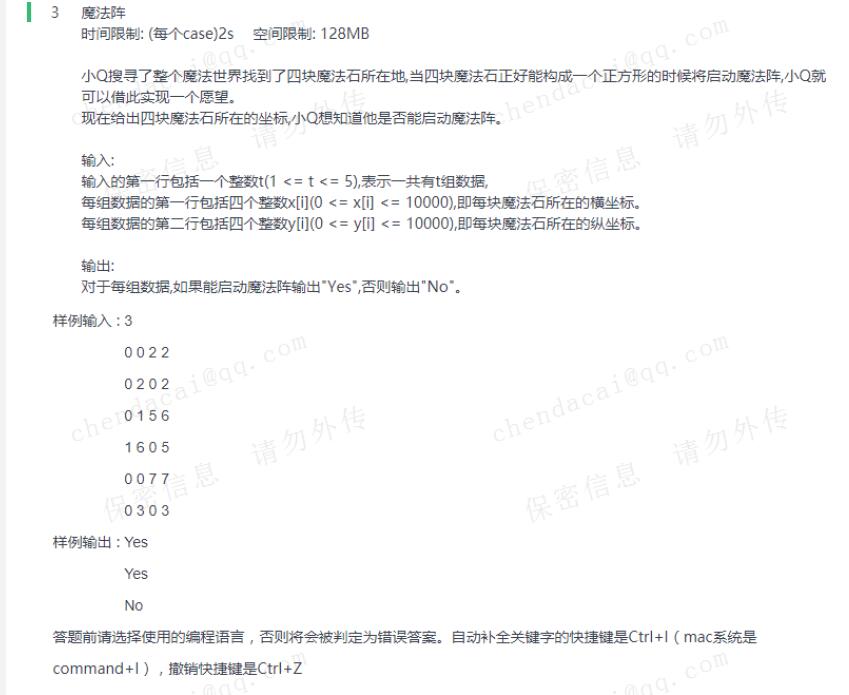 3 魔法阵
时间限制: (每个case)2s 空间限制: 128MB
小Q搜寻了整个魔法世界找到了四块魔法石所在地,当四块魔法石正好能构成一个正方形的时候将启动魔法阵,小Q就
可以借此实现一个愿望。
现在给出四块魔法石所在的坐标,小Q想知道他是否能启动魔法阵。
输入:
输入的第一行包括一个整数t(1 <= t <= 5),表示一共有t组数据,
每组数据的第一行包括四个整数x[i](0 <= x[i] <= 10000),即每块魔法石所在的横坐标。
每组数据的第二行包括四个整数y[i](0 <= y[i] <= 10000),即每块魔法石所在的纵坐标。
输出:
对于每组数据,如果能启动魔法阵输出"Yes",否则输出"No"。
样例输入 : 3
0 0 2 2
0 2 0 2
0 1 5 6
1 6 0 5
0 0 7 7
0 3 0 3
样例输出 : Yes
Yes
No
答题前请选择使用的编程语言，否则将会被判定为错误答案。自动补全关键字的快捷键是Ctrl+I（mac系统是
command+I），撤销快捷键是Ctrl+Z
chendacai@qq.com
保密信息 请勿外传
chendacai@qq.com
保密信息 请勿外传
chendacai@qq.com
保密信息 请勿外传
chendacai@qq.com
保密信息 请勿外传
@qq.com
@qq.com